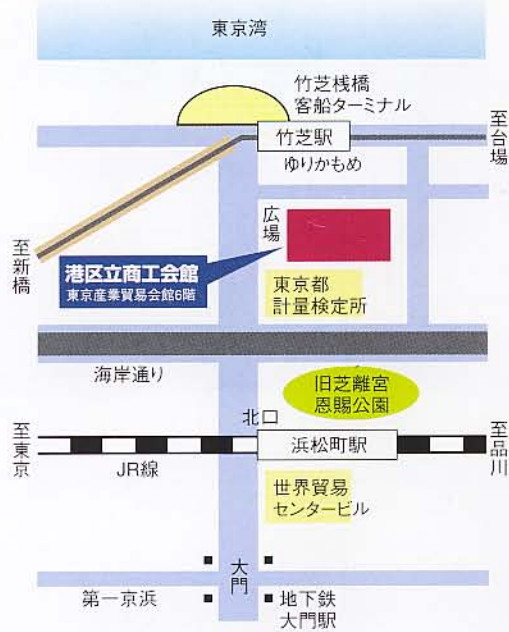 東京湾
竹芝桟橋
客船ターミナル
至台場
竹芝駅
ゆりかもめ
広場
至新橋
港区立商工会館
東京産業貿易会館6階
東京都
計量検定所
海岸通り
旧芝離宮
恩賜公園
北口
至東京
浜松町駅
至品川
JR線
世界貿易
センタービル
大門
第一京浜
地下鉄
大門駅